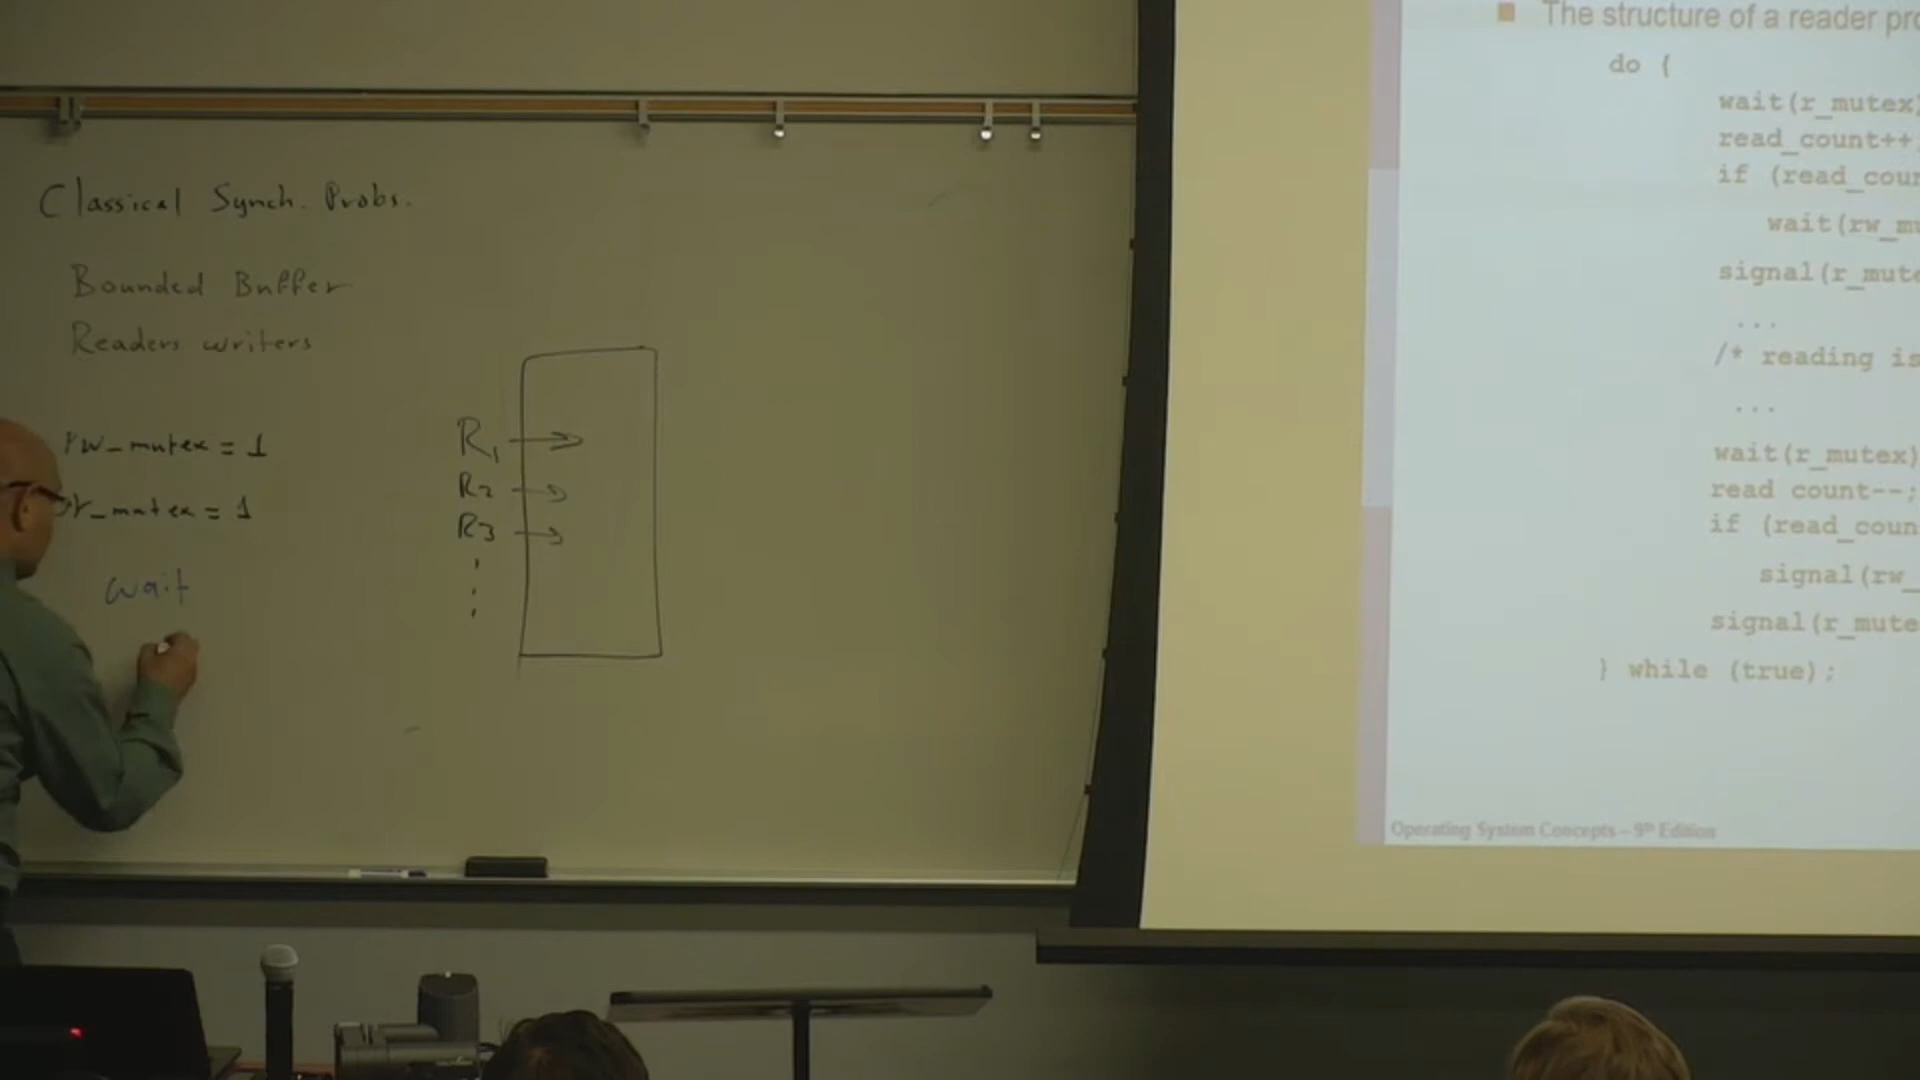 Classical Synch. Probs.
Bounded Buffer
Readers writers
rw_mutex = 1
r_mutex = 1
wait
R1
R2
R3
The structure of a reader pro
do {
wait(r_mutex)
read_count++;
if (read_coun
wait(rw_mu
signal(r_mute
...
/* reading is
...
wait(r_mutex)
read count--;
if (read_coun
signal(rw_
signal(r_mute
} while (true);
Operating System Concepts – 9th Edition